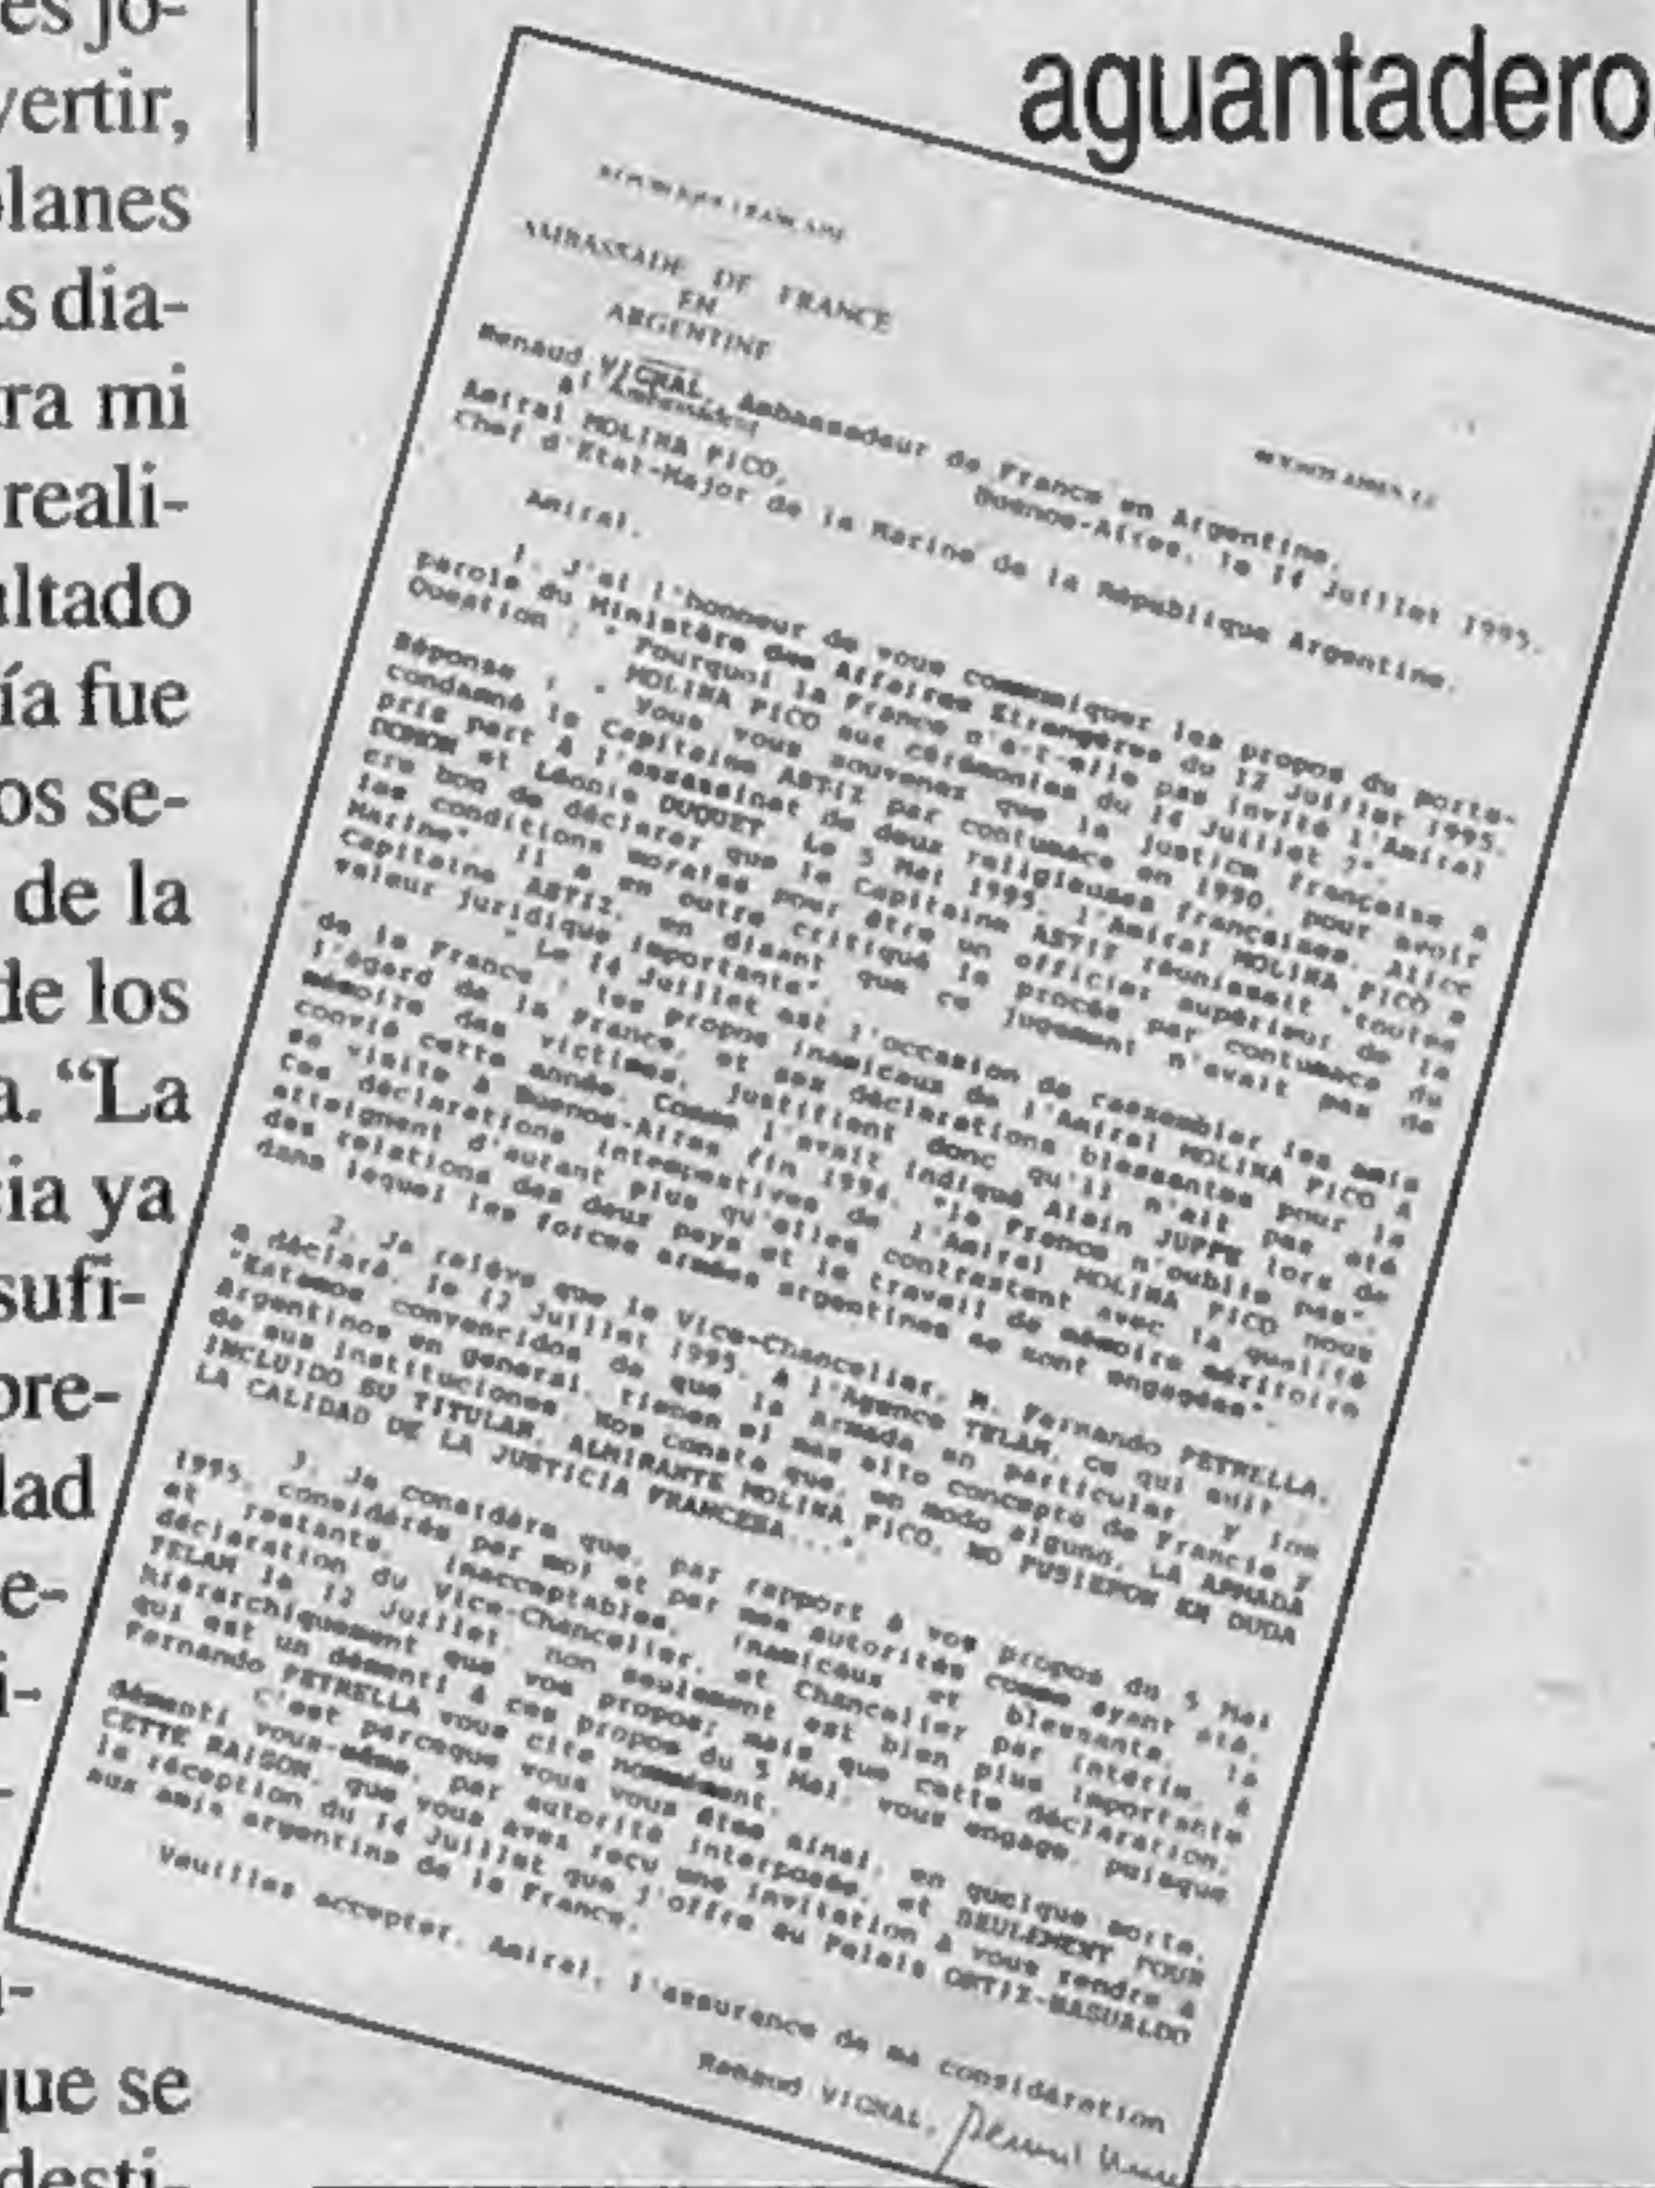 es jo-
vertir,
planes
as dia-
ra mi
reali-
ultado
ía fue
os se-
de la
de los
a. “La
cia ya
sufi-
pre-
dad
e-
i-
-
que se
desti-
aguantadero.
AMBASSADE DE FRANCE
EN
ARGENTINE
L'Ambassadeur
BUENOS AIRES, LE
Buenos-Aires, le 14 Juillet 1995.
Renaud VIGNAL, Ambassadeur de France en Argentine,
à
Amiral MOLINA PICO,
Chef d'Etat-Major de la Marine de la République Argentine.
Amiral,
1. J'ai l'honneur de vous communiquer les propos du porte-
parole du Ministère des Affaires Etrangères du 12 Juillet 1995.
Question : " Pourquoi la France n'a-t-elle pas invité l'Amiral
MOLINA PICO aux cérémonies du 14 Juillet ?".
Réponse : " Vous vous souvenez que la justice française a
condamné le Capitaine ASTIZ par contumace en 1990, pour avoir
pris part à l'assassinat de deux religieuses françaises, Alice
DOMON et Léonie DUQUET. Le 5 Mai 1995, l'Amiral MOLINA PICO a
cru bon de déclarer que le Capitaine ASTIZ réunissait "toutes
les conditions morales pour être un officier supérieur de la
Marine". Il a en outre critiqué le procès par contumace du
Capitaine ASTIZ, en disant que ce jugement n'avait pas de
valeur juridique importante".
" Le 14 Juillet est l'occasion de rassembler les amis
de la France ; les propos inamicaux de l'Amiral MOLINA PICO à
l'égard de la France, et ses déclarations blessantes pour la
mémoire des victimes, justifient donc qu'il n'ait pas été
convié cette année. Comme l'avait indiqué Alain JUPPE lors de
sa visite à Buenos-Aires fin 1994, "la France n'oublie pas".
Ces déclarations intempestives de l'Amiral MOLINA PICO nous
atteignent d'autant plus qu'elles contrastent avec la qualité
des relations des deux pays et le travail de mémoire méritoire
dans lequel les forces armées argentines se sont engagées".
2. Je relève que le Vice-Chancelier, M. Fernando PETRELLA,
a déclaré, le 12 Juillet 1995, à l'Agence TELAM, ce qui suit :
"Estamos convencidos de que la Armada en particular, y los
Argentinos en general, tienen el mas alto concepto de Francia y
de sus instituciones. Nos consta que, en modo alguno, LA ARMADA
INCLUIDO SU TITULAR, ALMIRANTE MOLINA PICO, NO PUSIERON EN DUDA
LA CALIDAD DE LA JUSTICIA FRANCESA...".
3. Je considère que, par rapport à vos propos du 5 Mai
1995, considérés par moi et par mes autorités comme ayant été,
et restants, inacceptables, inamicaux et blessants, la
déclaration du Vice-Chancelier, et Chancelier par intérim, à
TELAM le 12 Juillet, non seulement est bien plus importante
hiérarchiquement que vos propos; mais que cette déclaration,
qui est un démenti à ces propos du 5 Mai, vous engage, puisque
Fernando PETRELLA vous cite nommément.
C'est parceque vous vous êtes ainsi, en quelque sorte,
démenti vous-même, par autorité interposée, et SEULEMENT POUR
CETTE RAISON, que vous avez reçu une invitation à vous rendre à
la réception du 14 Juillet que j'offre au Palais ORTIZ-BASUALDO
aux amis argentins de la France.
Veuillez accepter, Amiral, l'assurance de ma considération
Renaud VIGNAL.